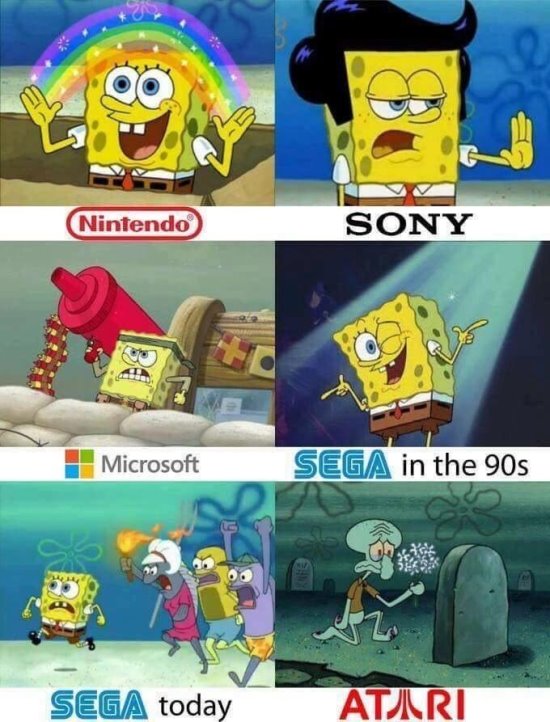 Nintendo®
SONY
Microsoft
SEGA in the 90s
SEGA today
ATARI